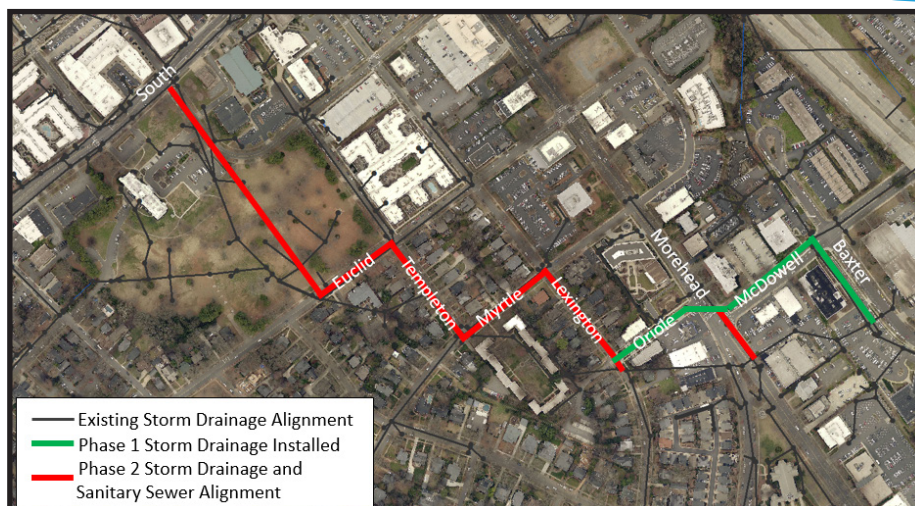 South
Euclid
Templeton
Myrtle
Lexington
Oriole
Morehead
McDowell
Baxter
Existing Storm Drainage Alignment
Phase 1 Storm Drainage Installed
Phase 2 Storm Drainage and
Sanitary Sewer Alignment